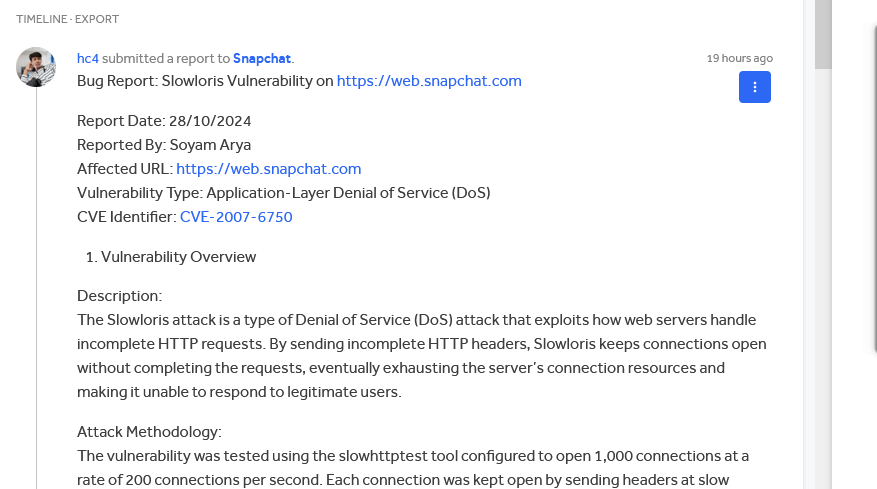 TIMELINE · EXPORT
hc4 submitted a report to Snapchat.
19 hours ago
Bug Report: Slowloris Vulnerability on https://web.snapchat.com
Report Date: 28/10/2024
Reported By: Soyam Arya
Affected URL: https://web.snapchat.com
Vulnerability Type: Application-Layer Denial of Service (DoS)
CVE Identifier: CVE-2007-6750
1. Vulnerability Overview
Description:
The Slowloris attack is a type of Denial of Service (DoS) attack that exploits how web servers handle
incomplete HTTP requests. By sending incomplete HTTP headers, Slowloris keeps connections open
without completing the requests, eventually exhausting the server's connection resources and
making it unable to respond to legitimate users.
Attack Methodology:
The vulnerability was tested using the slowhttptest tool configured to open 1,000 connections at a
rate of 200 connections per second. Each connection was kept open by sending headers at slow